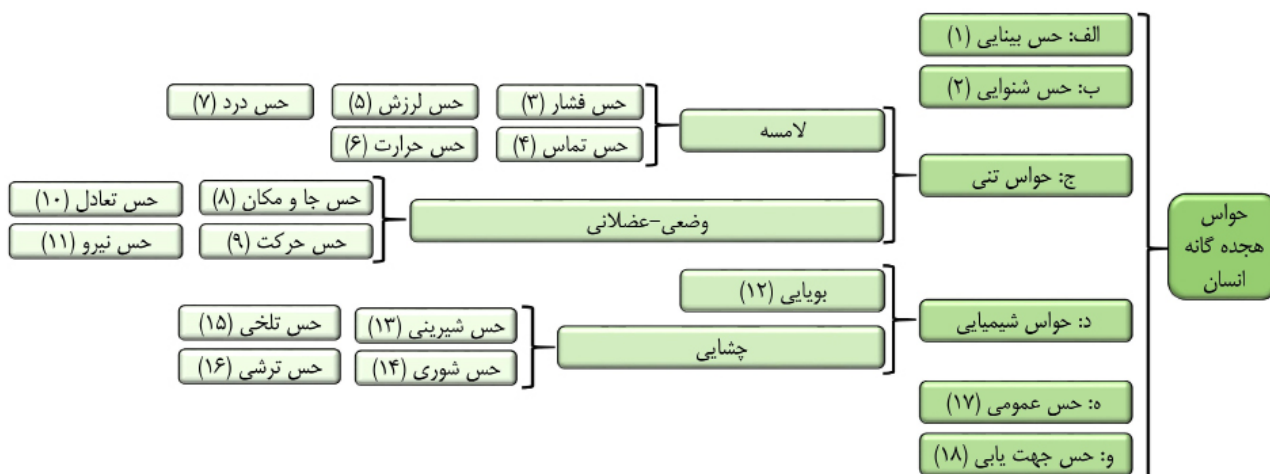 حواس
هجده گانه
انسان
الف: حس بینایی (۱)
ب: حس شنوایی (۲)
ج: حواس تنی
لامسه
حس فشار (۳)
حس لرزش (۵)
حس درد (۷)
حس تماس (۴)
حس حرارت (۶)
وضعی-عضلانی
حس جا و مکان (۸)
حس تعادل (۱۰)
حس حرکت (۹)
حس نیرو (۱۱)
د: حواس شیمیایی
بویایی (۱۲)
چشایی
حس شیرینی (۱۳)
حس تلخی (۱۵)
حس شوری (۱۴)
حس ترشی (۱۶)
ه: حس عمومی (۱۷)
و: حس جهت یابی (۱۸)